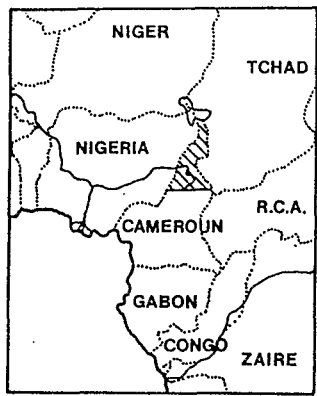 NIGER
TCHAD
NIGERIA
R.C.A.
CAMEROUN
GABON
CONGO
ZAIRE